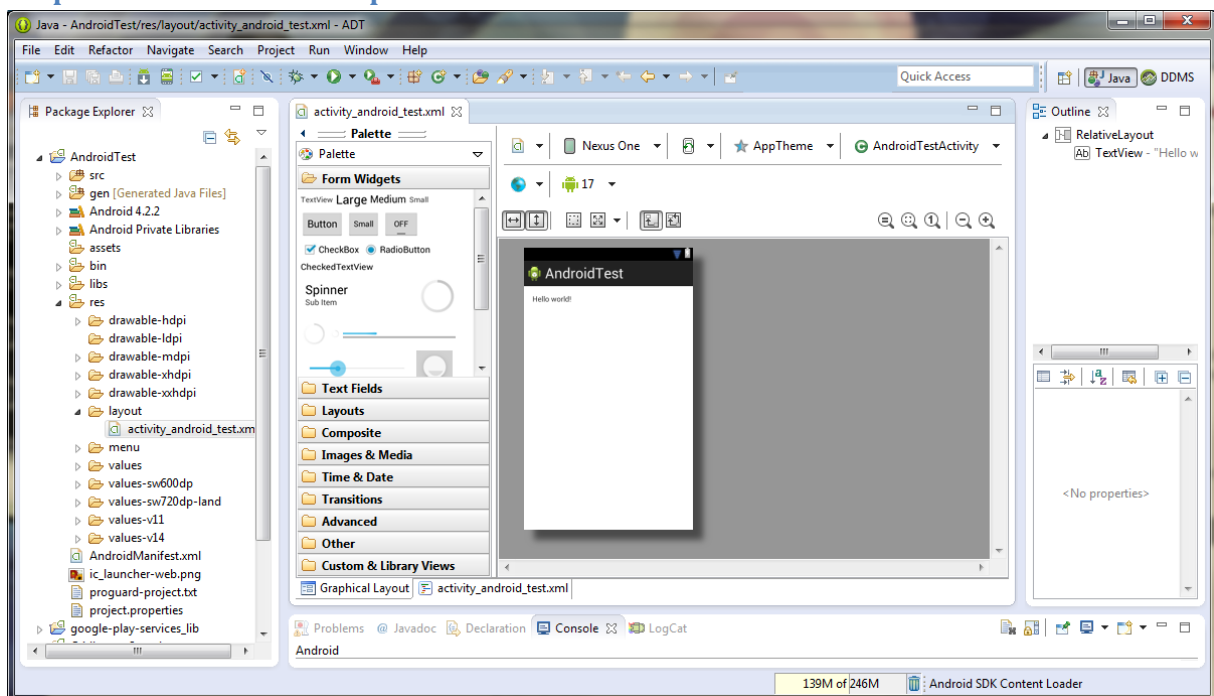 Java - AndroidTest/res/layout/activity_android_test.xml - ADT
File Edit Refactor Navigate Search Project Run Window Help
Quick Access
Java
DDMS
Package Explorer
AndroidTest
src
gen [Generated Java Files]
Android 4.2.2
Android Private Libraries
assets
bin
libs
res
drawable-hdpi
drawable-ldpi
drawable-mdpi
drawable-xhdpi
drawable-xxhdpi
layout
activity_android_test.xm
menu
values
values-sw600dp
values-sw720dp-land
values-v11
values-v14
AndroidManifest.xml
ic_launcher-web.png
proguard-project.txt
project.properties
google-play-services_lib
activity_android_test.xml
Palette
Palette
Form Widgets
TextView Large Medium Small
Button Small OFF
CheckBox RadioButton
CheckedTextView
Spinner
Sub Item
Text Fields
Layouts
Composite
Images & Media
Time & Date
Transitions
Advanced
Other
Custom & Library Views
Nexus One
AppTheme
AndroidTestActivity
17
AndroidTest
Hello world!
Graphical Layout
activity_android_test.xml
Outline
RelativeLayout
Ab TextView - "Hello w
<No properties>
Problems @ Javadoc Declaration Console LogCat
Android
139M of 246M
Android SDK Content Loader